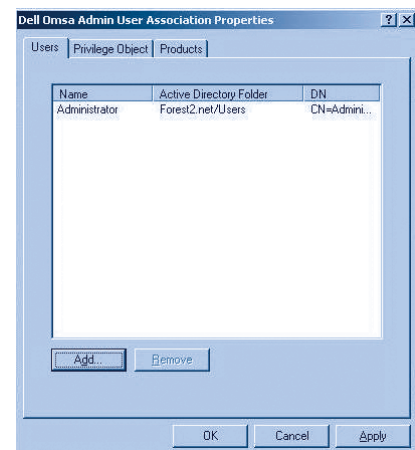 Dell Omsa Admin User Association Properties
Users Privilege Object Products
Name Active Directory Folder DN
Administrator Forest2.net/Users CN=Admini...
Add... Remove
OK Cancel Apply